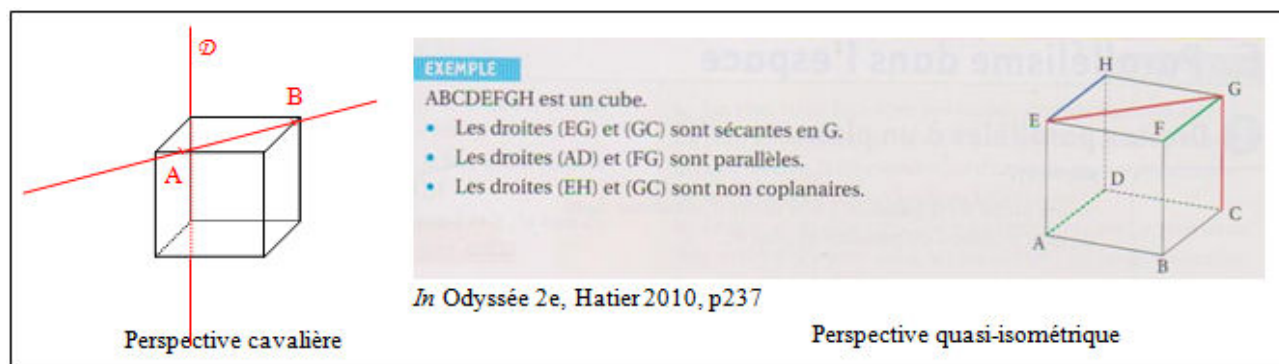 𝒟
B
A
Perspective cavalière
EXEMPLE
ABCDEFGH est un cube.
• Les droites (EG) et (GC) sont sécantes en G.
• Les droites (AD) et (FG) sont parallèles.
• Les droites (EH) et (GC) sont non coplanaires.
H
G
E
F
D
C
A
B
In Odyssée 2e, Hatier 2010, p237
Perspective quasi-isométrique